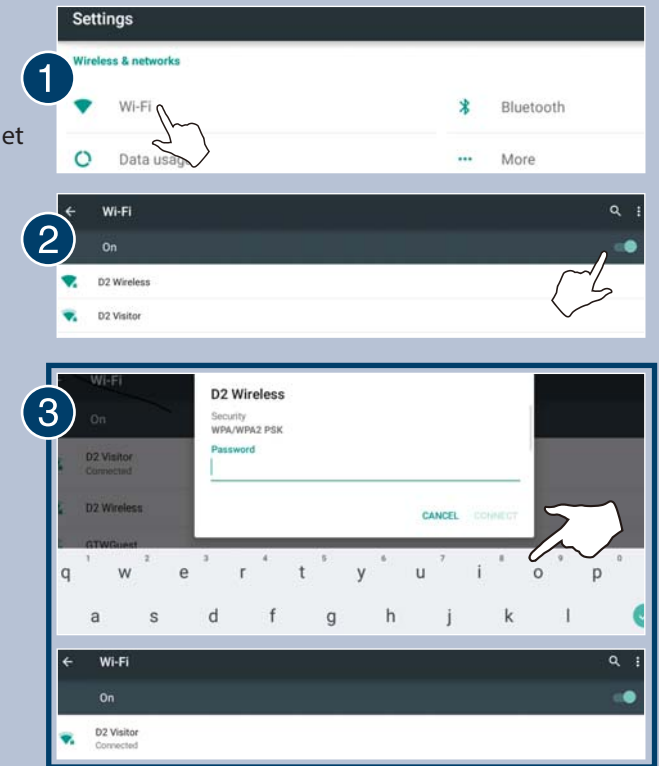 et
1
Settings
Wireless & networks
Wi-Fi
Bluetooth
Data usage
More
2
Wi-Fi
On
D2 Wireless
D2 Visitor
3
Wi-Fi
On
D2 Visitor
Connected
D2 Wireless
GTWGuest
D2 Wireless
Security
WPA/WPA2 PSK
Password
CANCEL CONNECT
1 2 3 4 5 6 7 8 9 0
q w e r t y u i o p
a s d f g h j k l
Wi-Fi
On
D2 Visitor
Connected